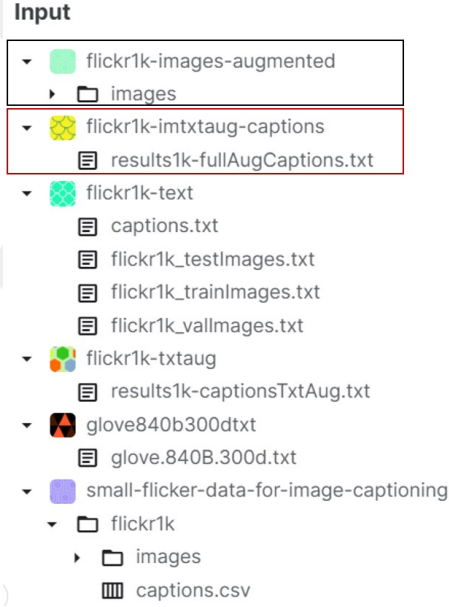 Input
flickr1k-images-augmented
images
flickr1k-imtxtaug-captions
results1k-fullAugCaptions.txt
flickr1k-text
captions.txt
flickr1k_testImages.txt
flickr1k_trainImages.txt
flickr1k_valImages.txt
flickr1k-txtaug
results1k-captionsTxtAug.txt
glove840b300dtxt
glove.840B.300d.txt
small-flicker-data-for-image-captioning
flickr1k
images
captions.csv